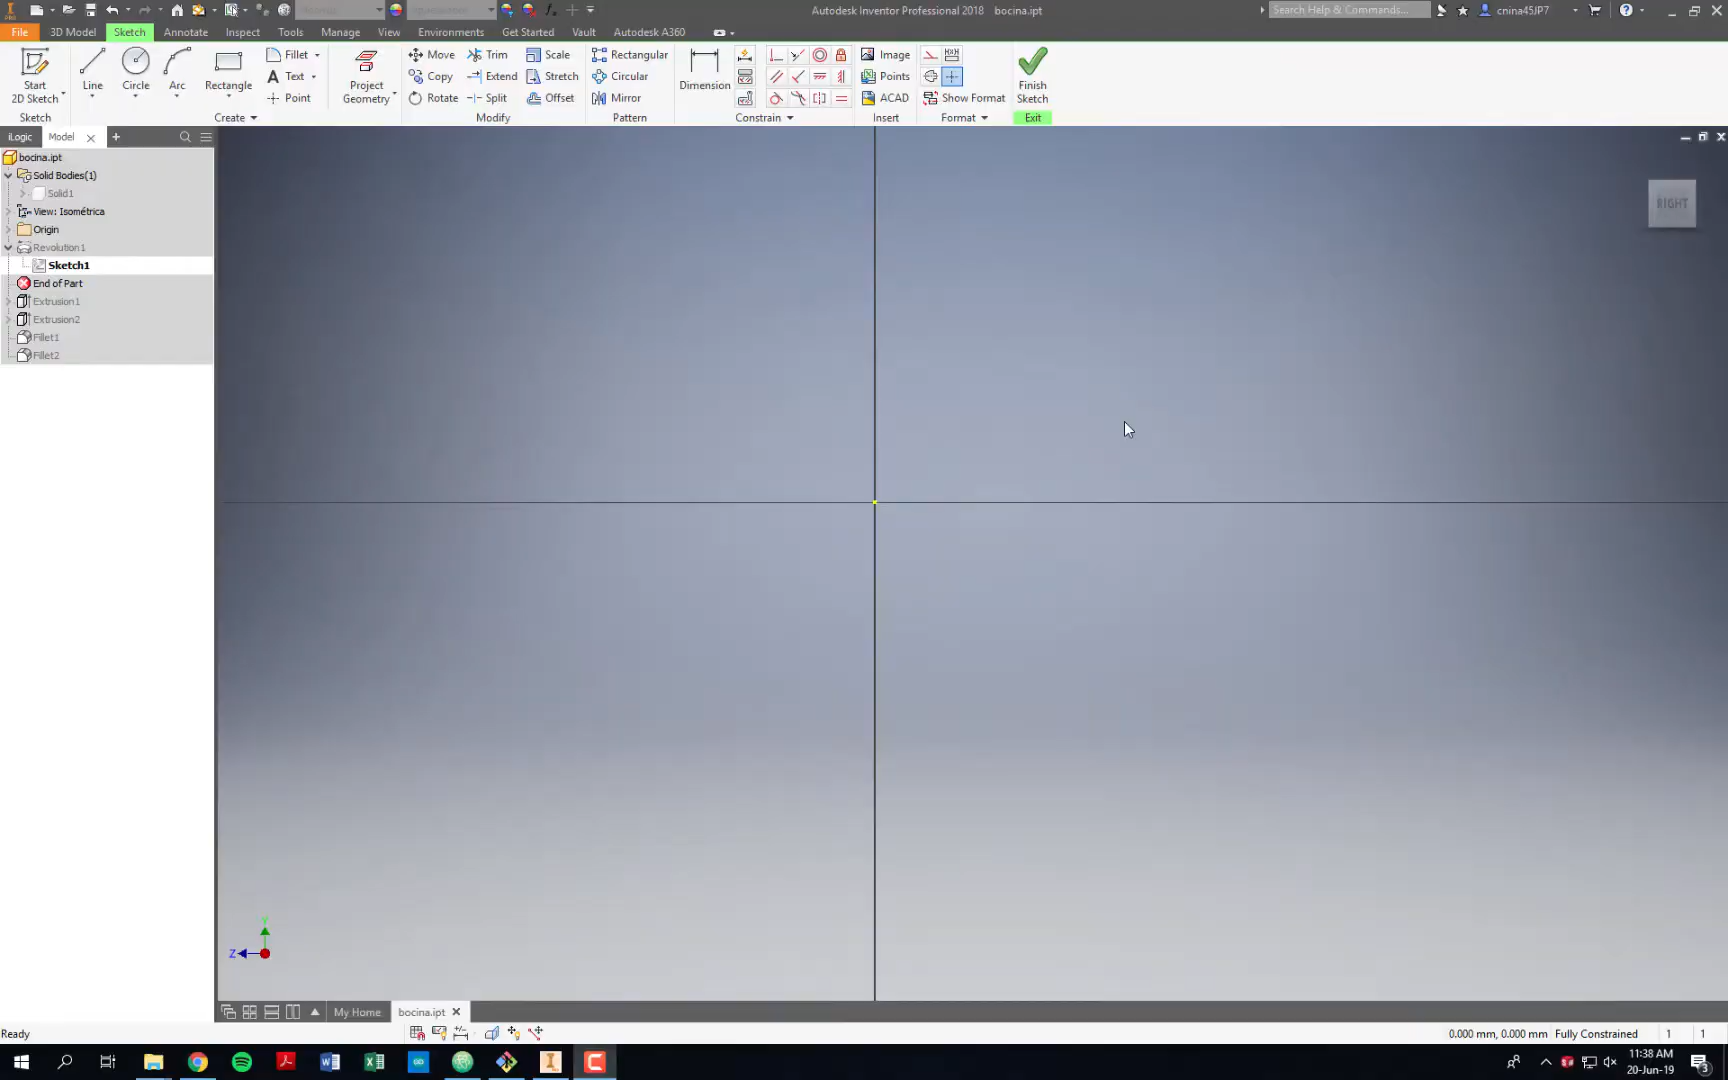 Autodesk Inventor Professional 2018 bocina.ipt
Search Help & Commands...
cnina45JP7
File 3D Model Sketch Annotate Inspect Tools Manage View Environments Get Started Vault Autodesk A360
Start 2D Sketch
Line
Circle
Arc
Rectangle
Fillet
Text
Point
Project Geometry
Move
Copy
Rotate
Trim
Extend
Split
Scale
Stretch
Offset
Rectangular
Circular
Mirror
Dimension
Image
Points
ACAD
Show Format
Finish Sketch
Sketch Create Modify Pattern Constrain Insert Format Exit
iLogic Model
bocina.ipt
Solid Bodies(1)
Solid1
View: Isométrica
Origin
Revolution1
Sketch1
End of Part
Extrusion1
Extrusion2
Fillet1
Fillet2
RIGHT
Y
Z
My Home bocina.ipt
Ready
0.000 mm, 0.000 mm Fully Constrained 1 1
11:38 AM
20-Jun-19
3